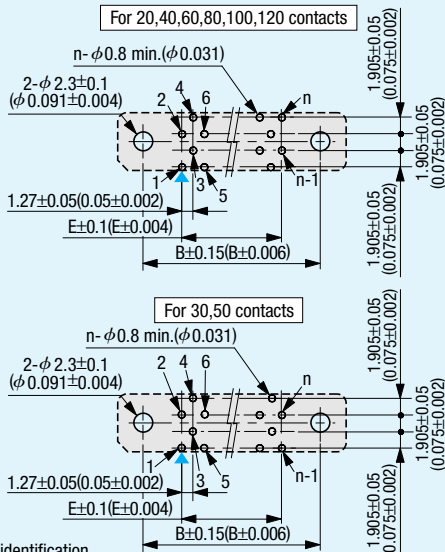 For 20,40,60,80,100,120 contacts
n-ϕ0.8 min.(ϕ0.031)
2-ϕ2.3±0.1
(ϕ0.091±0.004)
4
2
6
n
1
3
5
n-1
1.27±0.05(0.05±0.002)
E±0.1(E±0.004)
B±0.15(B±0.006)
1.905±0.05
(0.075±0.002)
1.905±0.05
(0.075±0.002)
1.905±0.05
(0.075±0.002)
For 30,50 contacts
n-ϕ0.8 min.(ϕ0.031)
2-ϕ2.3±0.1
(ϕ0.091±0.004)
4
2
6
n
1
3
5
n-1
1.27±0.05(0.05±0.002)
E±0.1(E±0.004)
B±0.15(B±0.006)
1.905±0.05
(0.075±0.002)
1.905±0.05
(0.075±0.002)
1.905±0.05
(0.075±0.002)
identification